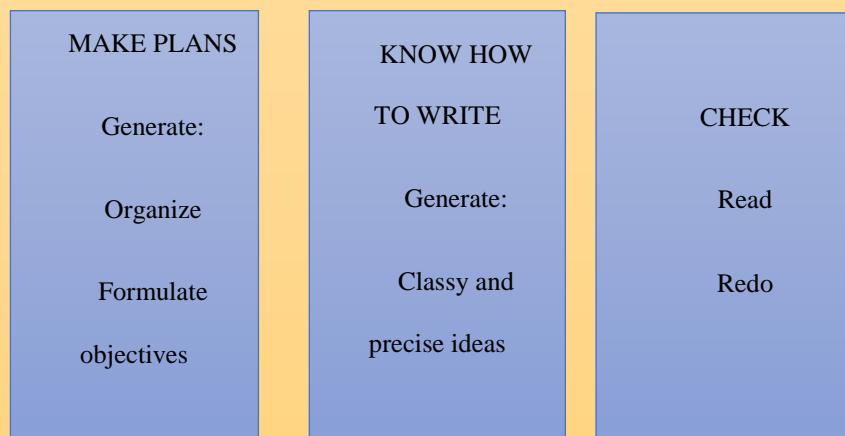 MAKE PLANS
Generate:
Organize
Formulate
objectives
KNOW HOW
TO WRITE
Generate:
Classy and
precise ideas
CHECK
Read
Redo